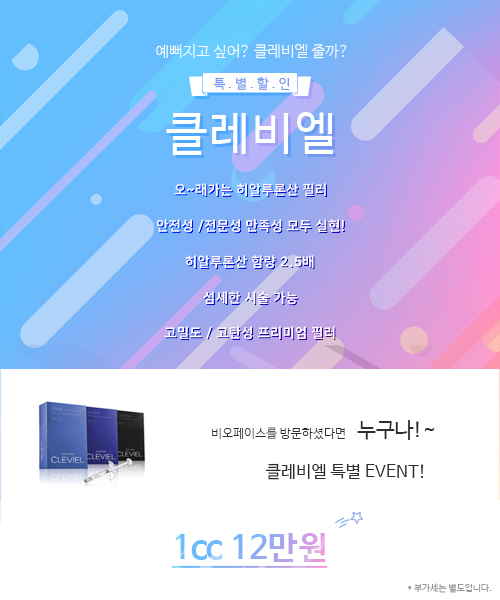 예뻐지고 싶어? 클레비엘 줄까?
특.별.할.인
클레비엘
오~래가는 히알루론산 필러
안전성 /전문성 만족성 모두 실현!
히알루론산 함량 2.5배
섬세한 시술 가능
고밀도 / 고탄성 프리미엄 필러
CLEVIEL CLEVIEL CLEVIEL
비오페이스를 방문하셨다면 누구나! ~
클레비엘 특별 EVENT!
1cc 12만원
* 부가세는 별도입니다.